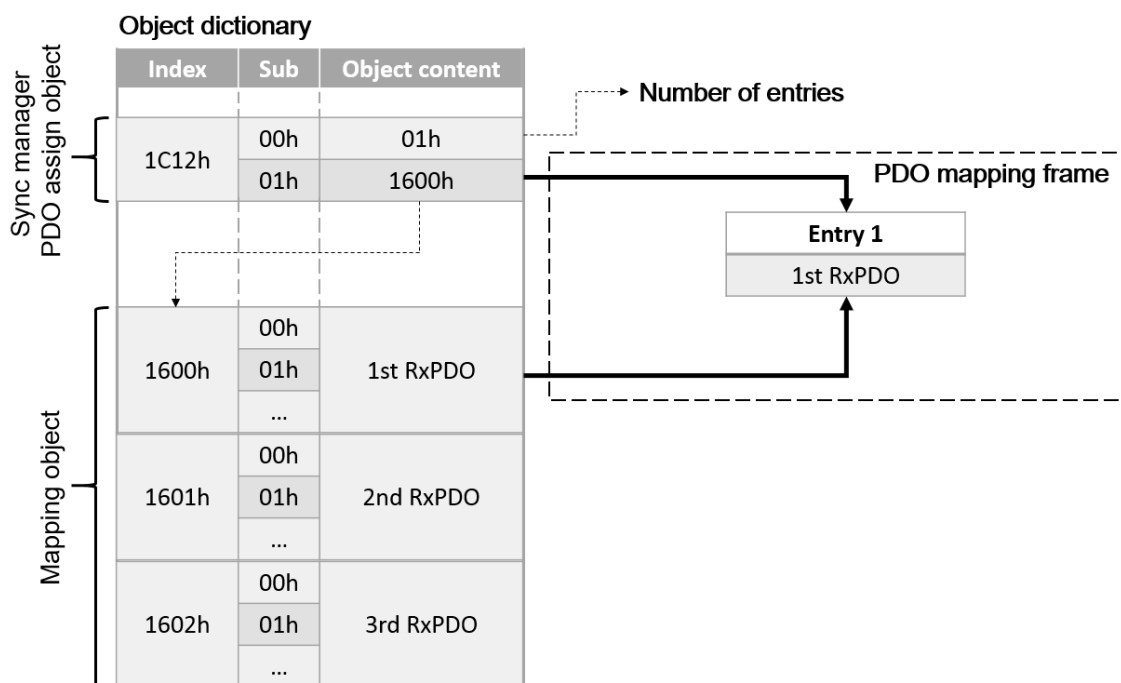 Object dictionary
Index Sub Object content
Sync manager
PDO assign object
1C12h
00h 01h
01h 1600h
Number of entries
PDO mapping frame
Entry 1
1st RxPDO
Mapping object
1600h
00h
01h
...
1st RxPDO
1601h
00h
01h
...
2nd RxPDO
1602h
00h
01h
...
3rd RxPDO